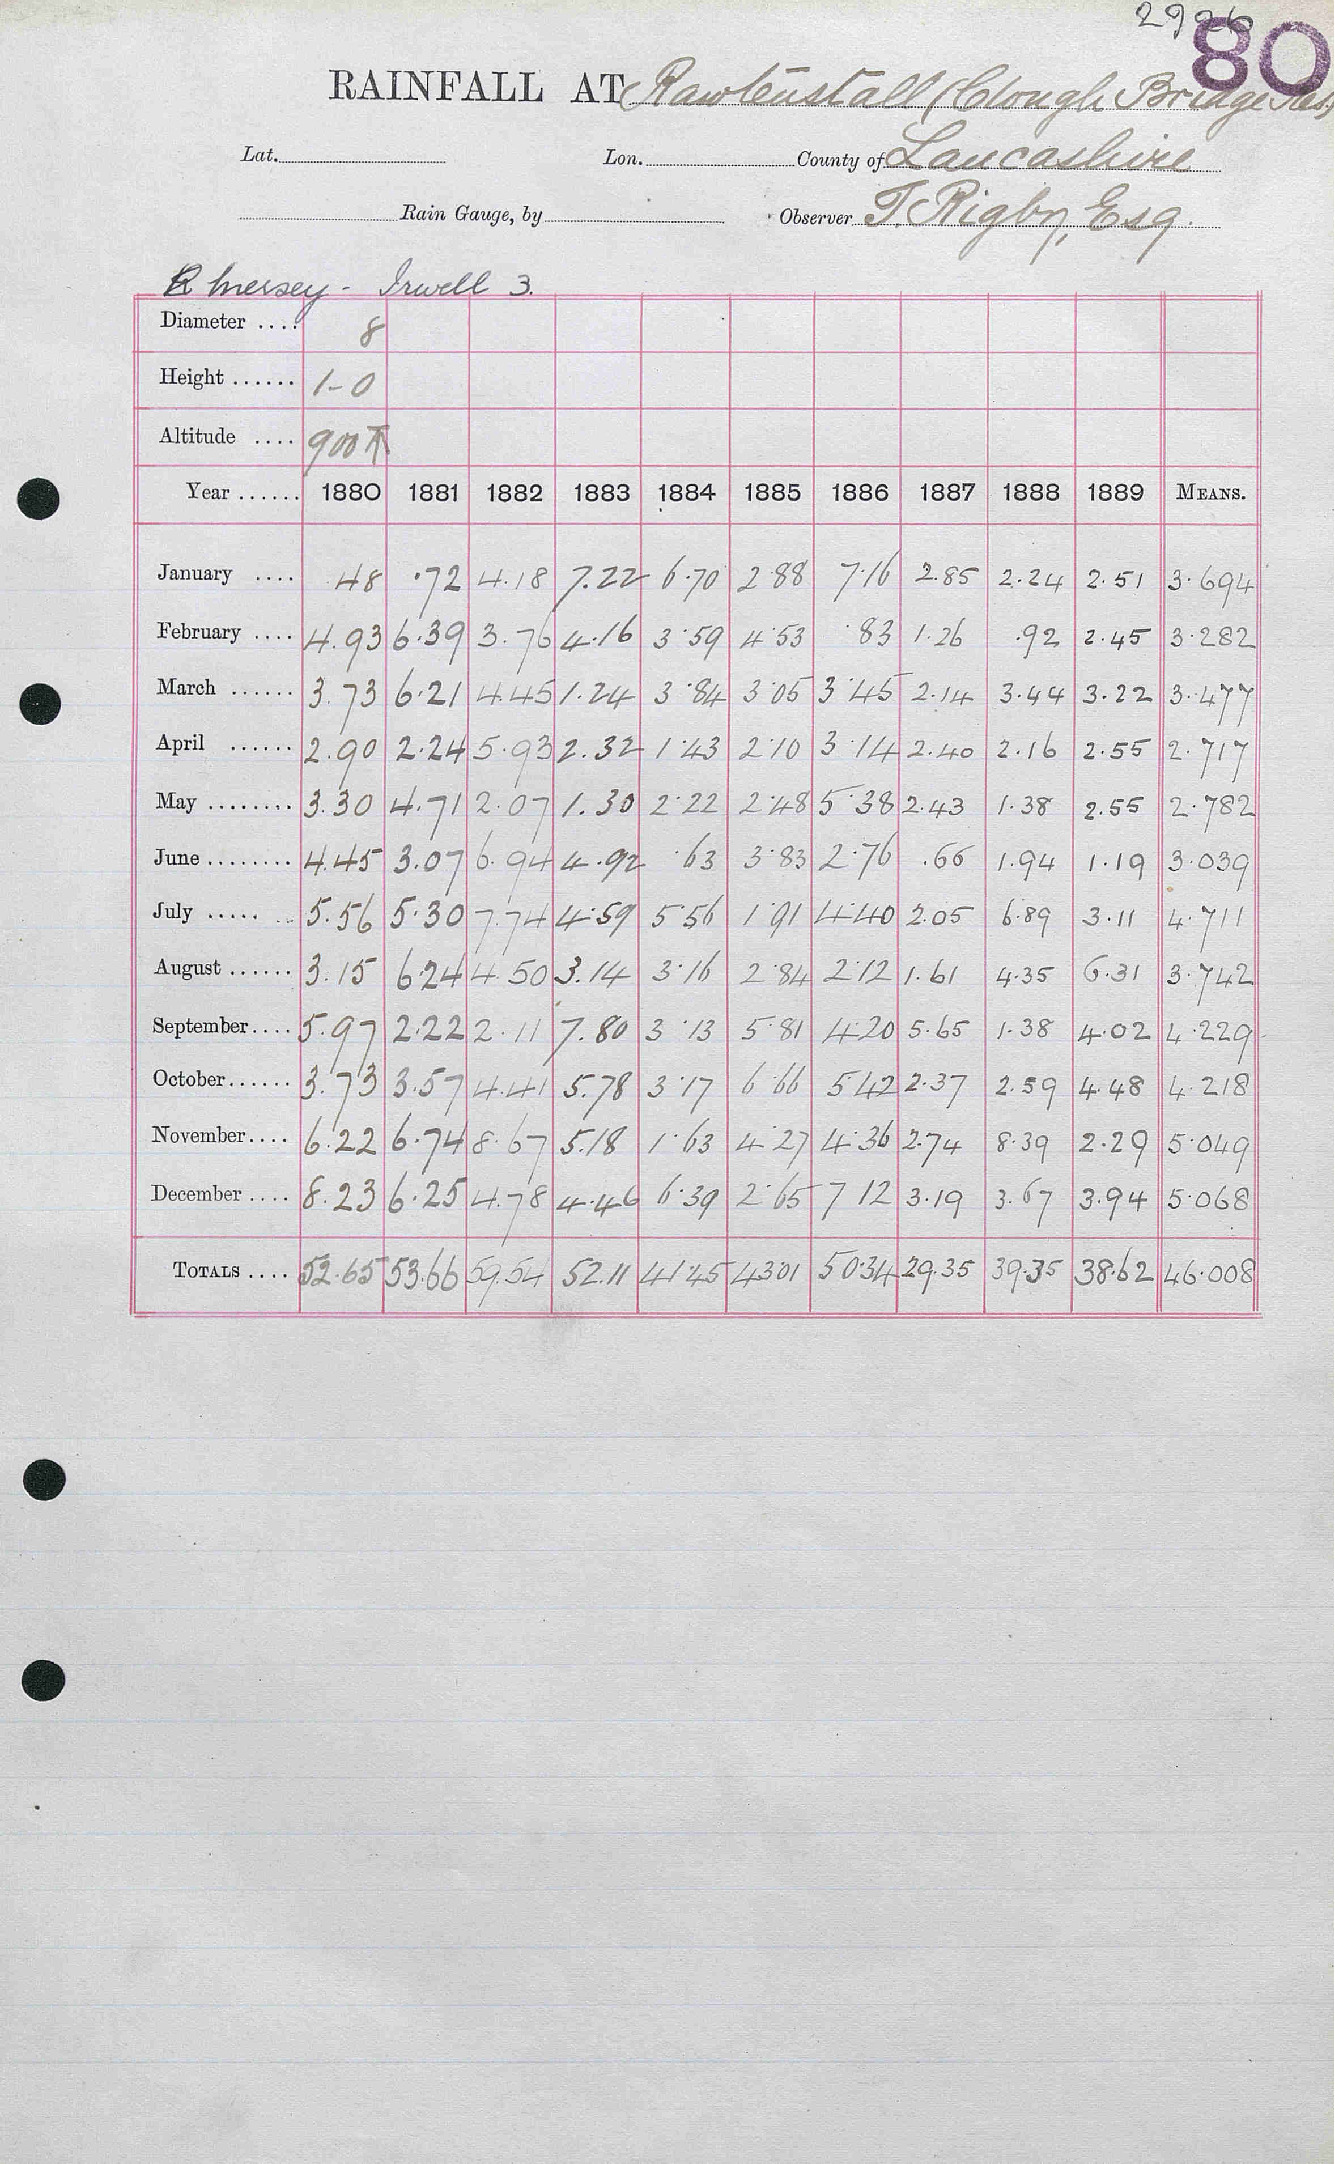 2926
80
RAINFALL AT Rawtenstall (Clough Bridge Res.)
Lat. Lon. County of Lancashire
Rain Gauge, by Observer T. Rigby, Esq.
R Mersey - Irwell 3.
Diameter .... 8
Height ...... 1-0
Altitude .... 900 T
Year ...... 1880 1881 1882 1883 1884 1885 1886 1887 1888 1889 MEANS.
January .... .48 .72 4.18 7.22 6.70 2.88 7.16 2.85 2.24 2.51 3.694
February .... 4.93 6.39 3.76 4.16 3.59 4.53 .83 1.26 .92 2.45 3.282
March ...... 3.73 6.21 4.45 1.24 3.84 3.05 3.45 2.14 3.44 3.22 3.477
April ...... 2.90 2.24 5.93 2.32 1.43 2.10 3.14 2.40 2.16 2.55 2.717
May ........ 3.30 4.71 2.07 1.30 2.22 2.48 5.38 2.43 1.38 2.55 2.782
June ........ 4.45 3.07 6.94 4.92 .63 3.83 2.76 .66 1.94 1.19 3.039
July ..... .. 5.56 5.30 7.74 4.59 5.56 1.91 4.40 2.05 6.89 3.11 4.711
August ...... 3.15 6.24 4.50 3.14 3.16 2.84 2.12 1.61 4.35 6.31 3.742
September.... 5.97 2.22 2.11 7.80 3.13 5.81 4.20 5.65 1.38 4.02 4.229
October...... 3.73 3.57 4.41 5.78 3.17 6.66 5.42 2.37 2.59 4.48 4.218
November.... 6.22 6.74 8.67 5.18 1.63 4.27 4.36 2.74 8.39 2.29 5.049
December .... 8.23 6.25 4.78 4.46 6.39 2.65 7.12 3.19 3.67 3.94 5.068
TOTALS .... 52.65 53.66 59.54 52.11 41.45 43.01 50.34 29.35 39.35 38.62 46.008